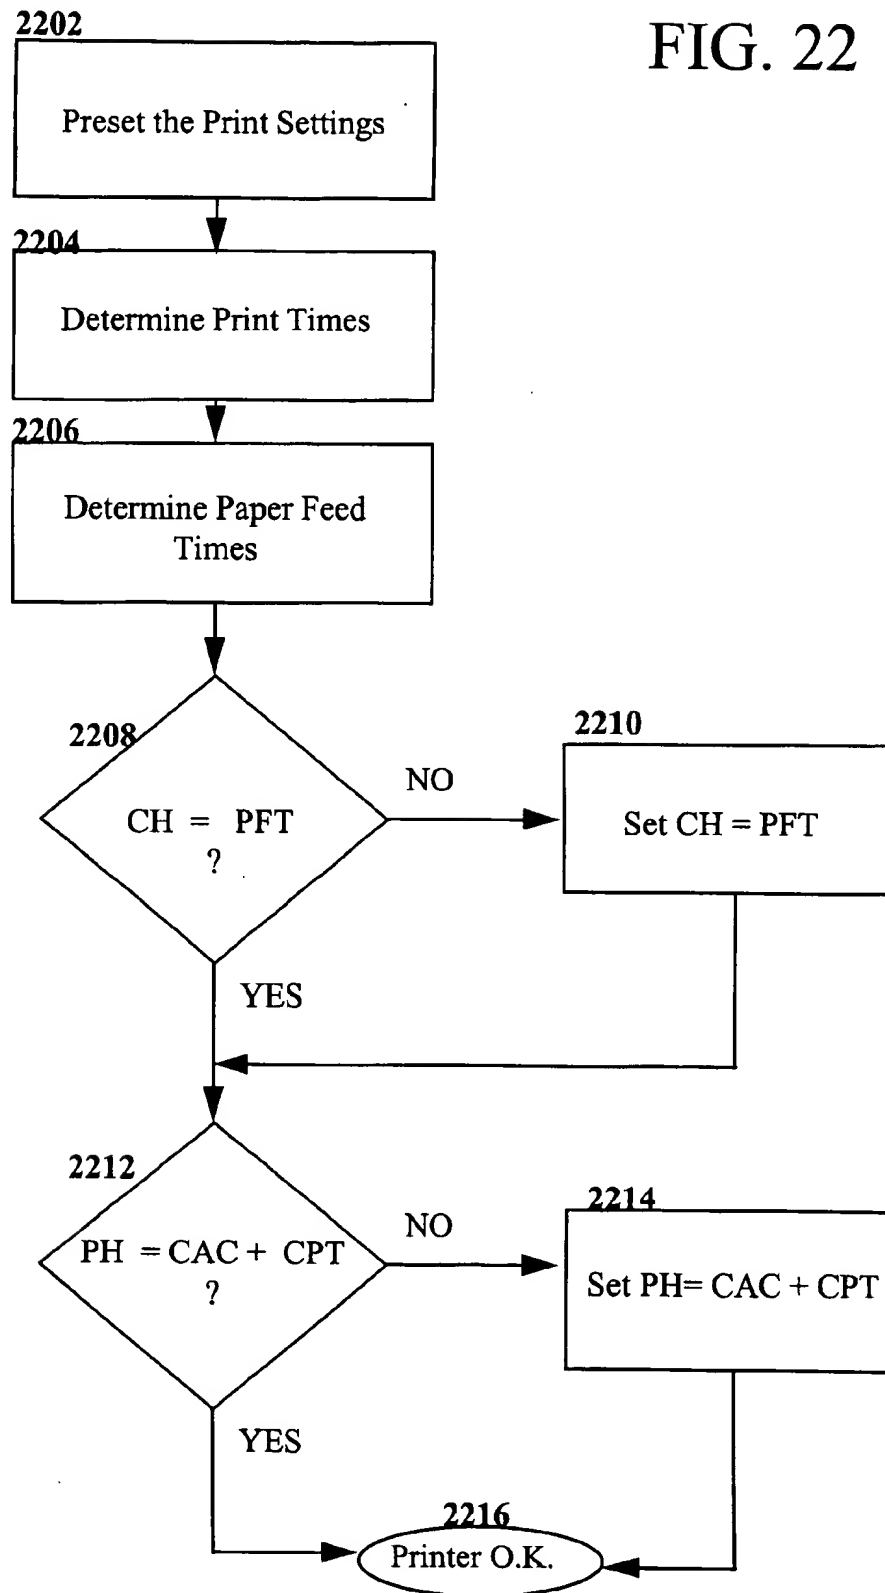 FIG. 22
2202
Preset the Print Settings
2204
Determine Print Times
2206
Determine Paper Feed
Times
2208
CH = PFT
?
NO
2210
Set CH = PFT
YES
2212
PH = CAC + CPT
?
NO
2214
Set PH= CAC + CPT
YES
2216
Printer O.K.